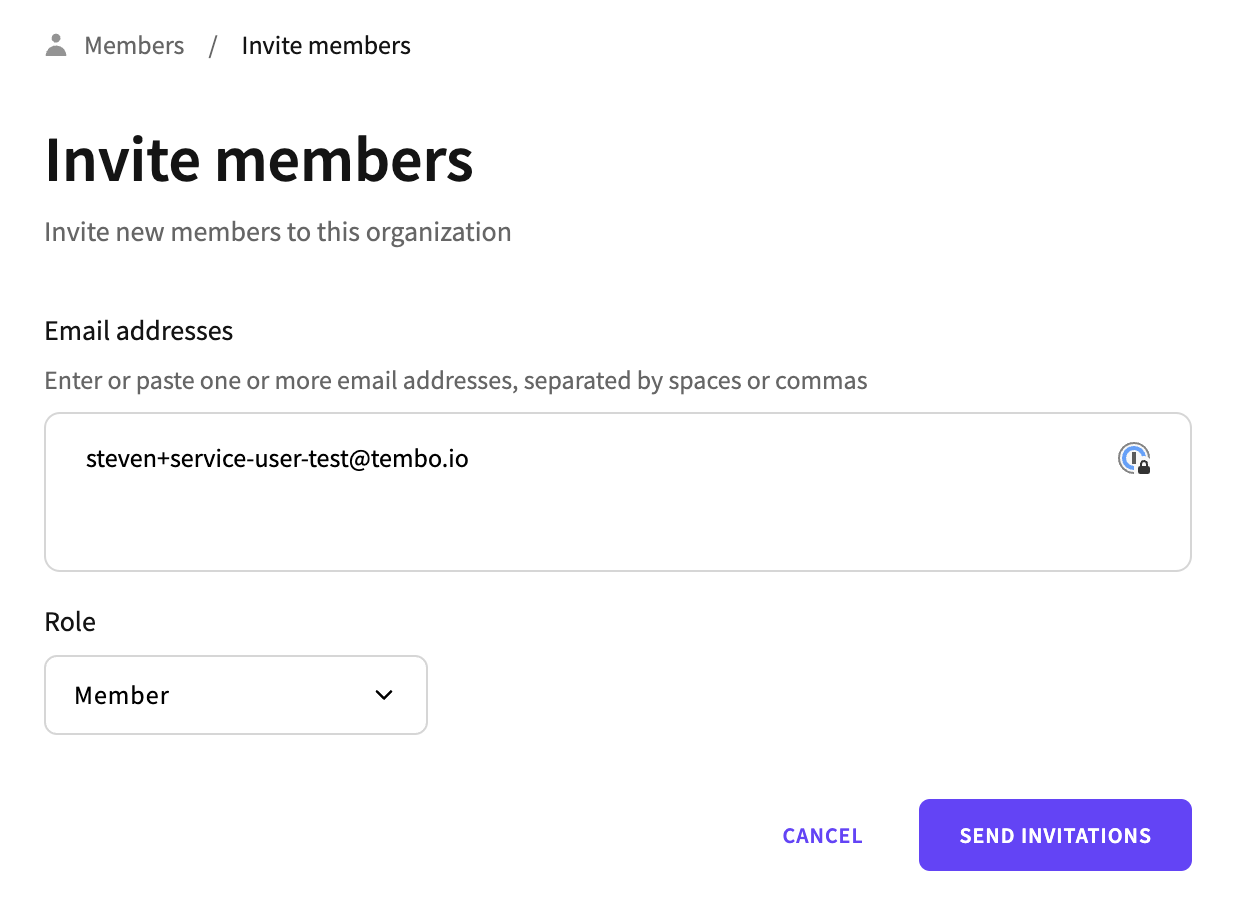 Members / Invite members
Invite members
Invite new members to this organization
Email addresses
Enter or paste one or more email addresses, separated by spaces or commas
steven+service-user-test@tembo.io
Role
Member
CANCEL SEND INVITATIONS